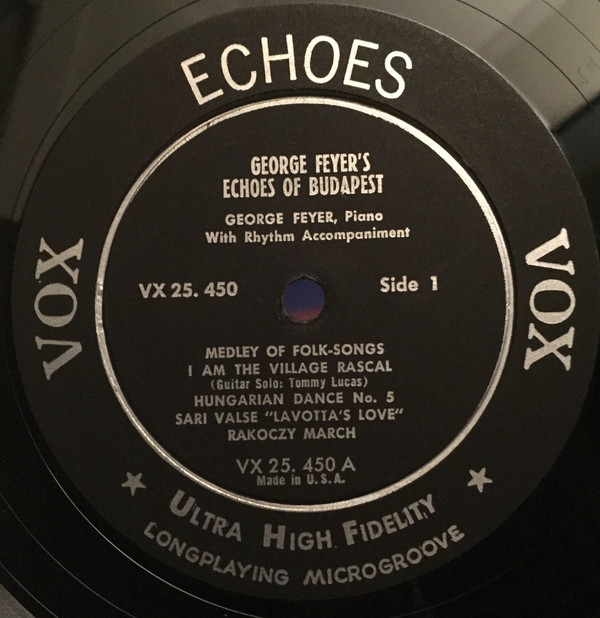 ECHOES
GEORGE FEYER'S
ECHOES OF BUDAPEST
GEORGE FEYER, Piano
With Rhythm Accompaniment
VOX
VOX
VX 25. 450
Side 1
MEDLEY OF FOLK-SONGS
I AM THE VILLAGE RASCAL
(Guitar Solo: Tommy Lucas)
HUNGARIAN DANCE No. 5
SARI VALSE "LAVOTTA'S LOVE"
RAKOCZY MARCH
VX 25. 450 A
Made in U.S.A.
★ ULTRA HIGH FIDELITY ★
LONGPLAYING MICROGROOVE